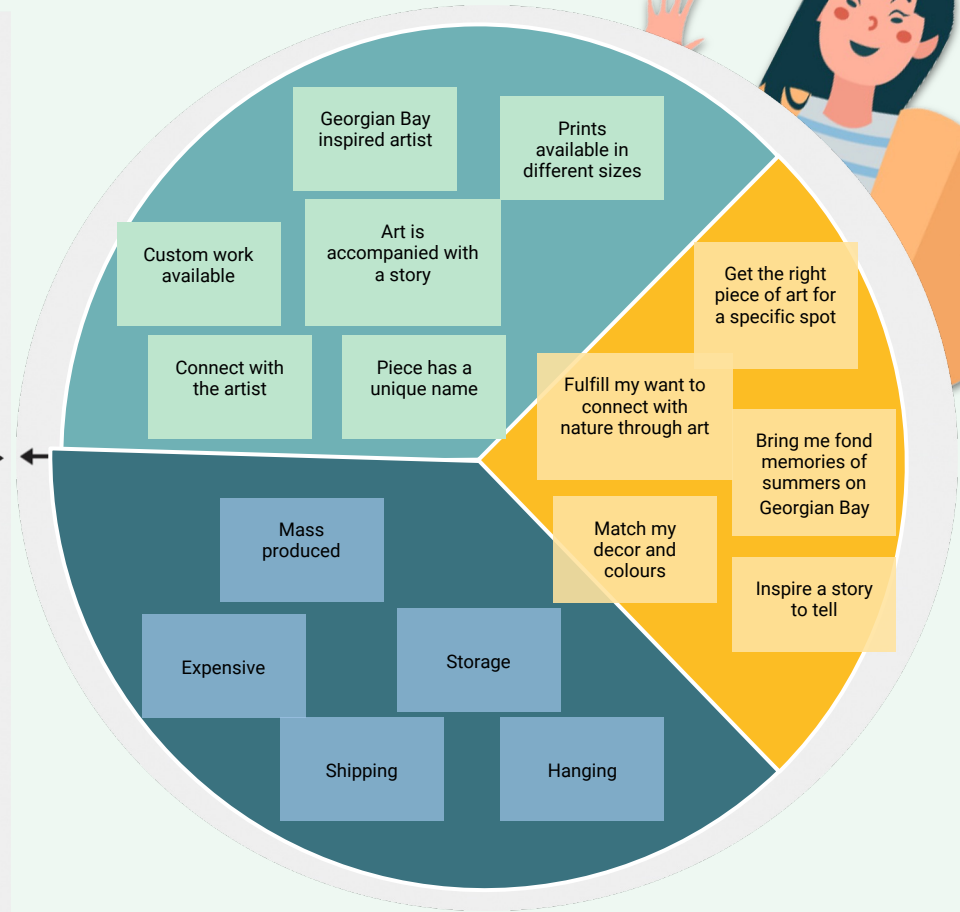 Georgian Bay
inspired artist
Prints
available in
different sizes
Custom work
available
Art is
accompanied with
a story
Connect with
the artist
Piece has a
unique name
Get the right
piece of art for
a specific spot
Fulfill my want to
connect with
nature through art
Bring me fond
memories of
summers on
Georgian Bay
Match my
decor and
colours
Inspire a story
to tell
Mass
produced
Expensive
Storage
Shipping
Hanging